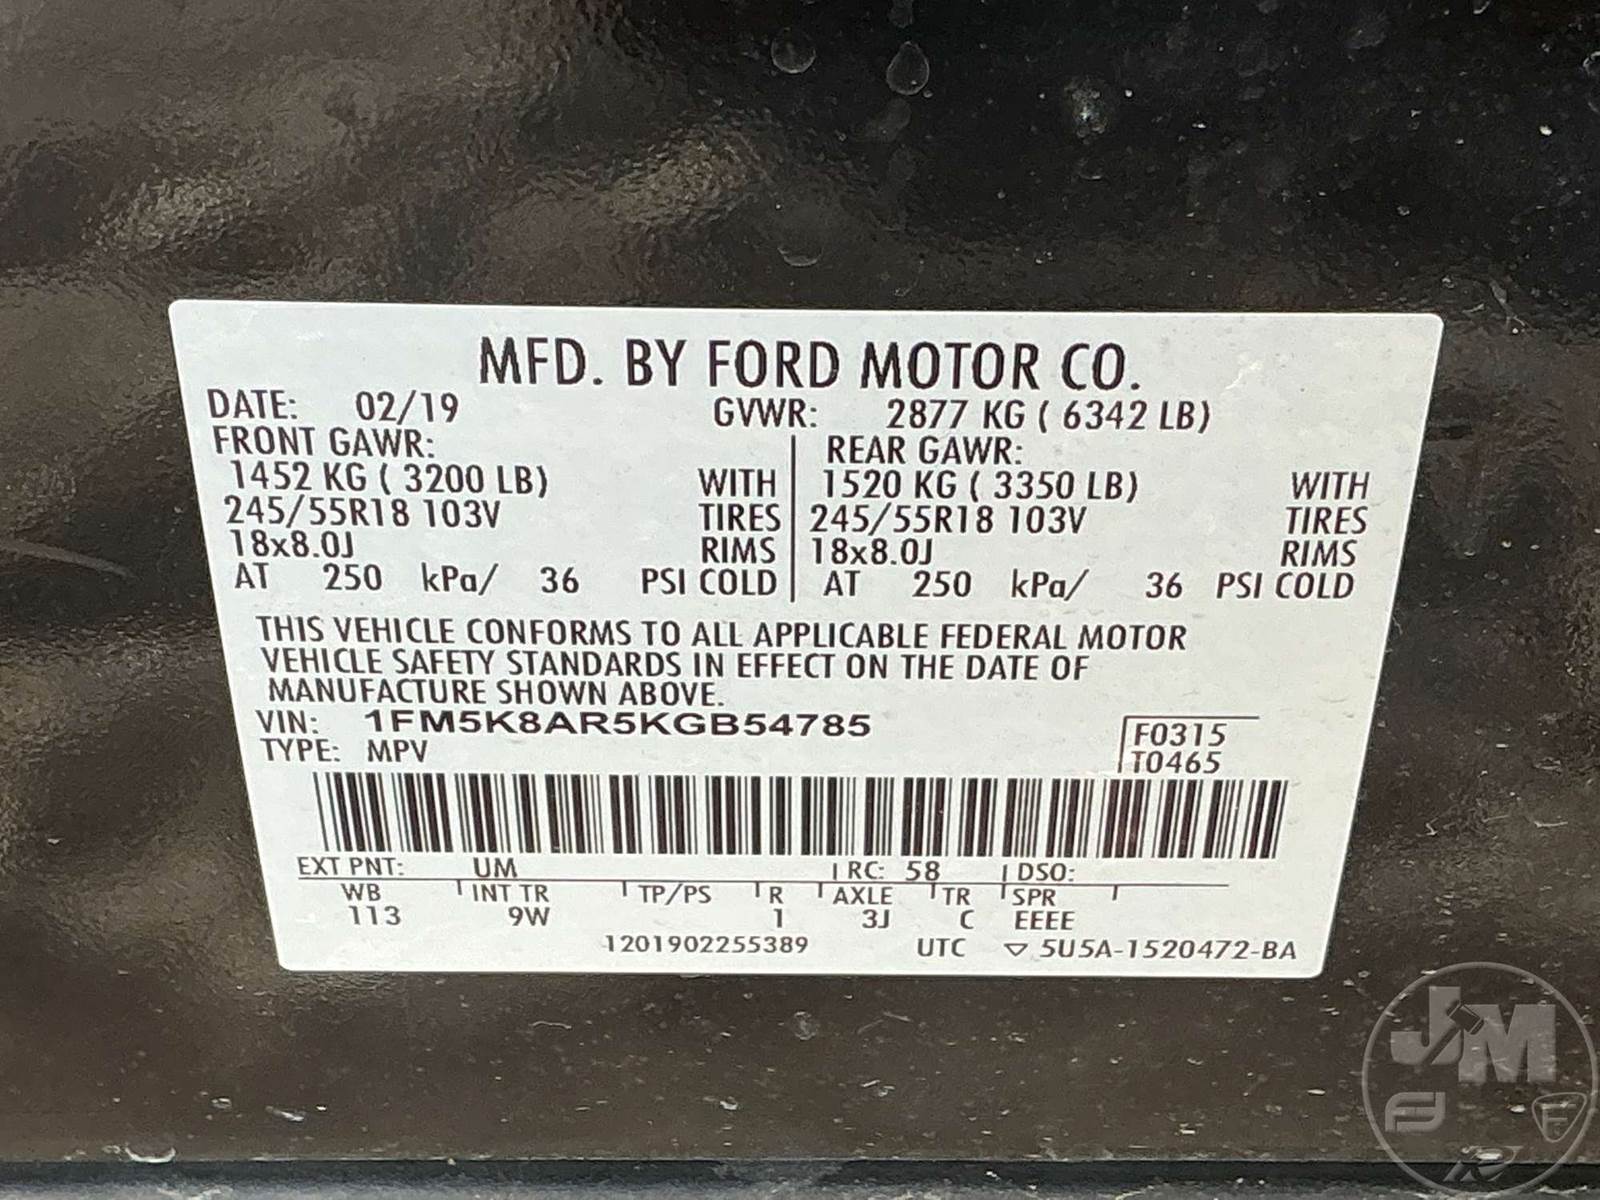 MFD. BY FORD MOTOR CO.
DATE: 02/19 GVWR: 2877 KG ( 6342 LB)
FRONT GAWR: REAR GAWR:
1452 KG ( 3200 LB) WITH 1520 KG ( 3350 LB) WITH
245/55R18 103V TIRES 245/55R18 103V TIRES
18x8.0J RIMS 18x8.0J RIMS
AT 250 kPa/ 36 PSI COLD AT 250 kPa/ 36 PSI COLD
THIS VEHICLE CONFORMS TO ALL APPLICABLE FEDERAL MOTOR
VEHICLE SAFETY STANDARDS IN EFFECT ON THE DATE OF
MANUFACTURE SHOWN ABOVE.
VIN: 1FM5K8AR5KGB54785 F0315
TYPE: MPV T0465
EXT PNT: UM RC: 58 DSO:
WB INT TR TP/PS R AXLE TR SPR
113 9W 1 3J C EEEE
1201902255389 UTC ▽ 5U5A-1520472-BA
JM